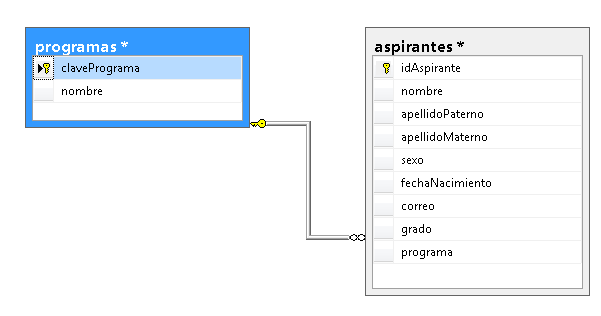 programas *
clavePrograma
nombre
aspirantes *
idAspirante
nombre
apellidoPaterno
apellidoMaterno
sexo
fechaNacimiento
correo
grado
programa